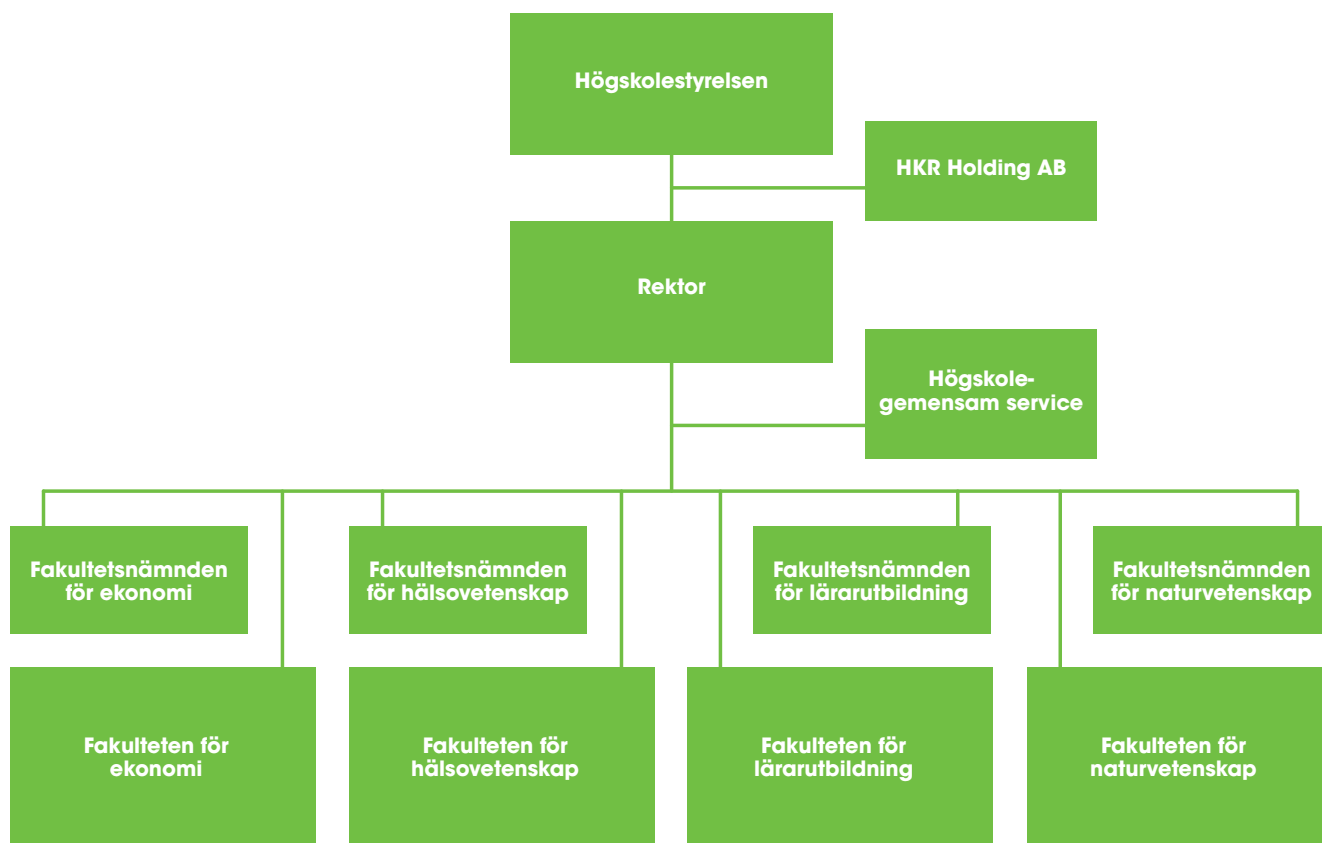 Högskolestyrelsen
HKR Holding AB
Rektor
Högskole-
gemensam service
Fakultetsnämnden
för ekonomi
Fakultetsnämnden
för hälsovetenskap
Fakultetsnämnden
för lärarutbildning
Fakultetsnämnden
för naturvetenskap
Fakulteten för
ekonomi
Fakulteten för
hälsovetenskap
Fakulteten för
lärarutbildning
Fakulteten för
naturvetenskap